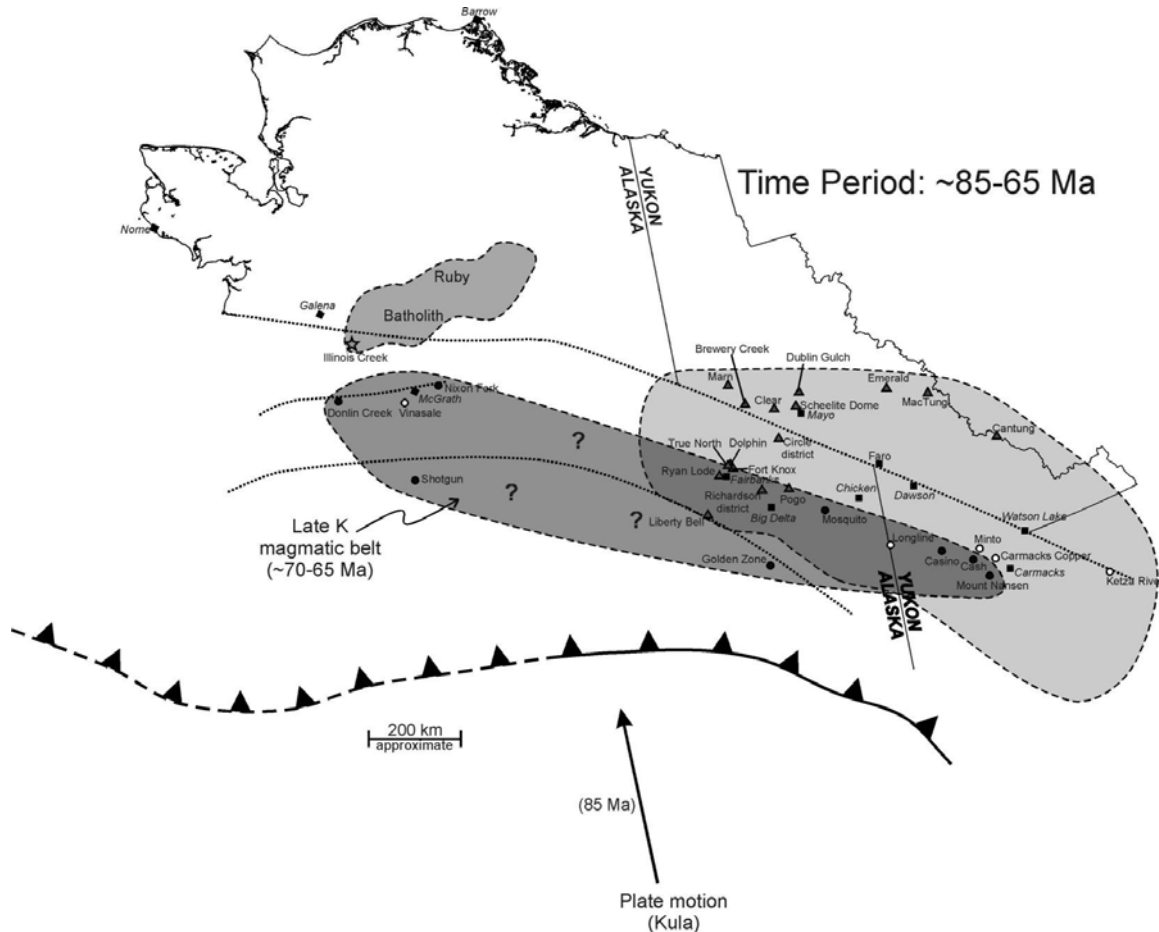 Barrow
YUKON
ALASKA
Time Period: ~85-65 Ma
Nome
Ruby
Batholith
Galena
Illinois Creek
Brewery Creek
Dublin Gulch
Marn
Emerald
MacTung
Clear
Scheelite Dome
Mayo
Nixon Fork
McGrath
Donlin Creek
Vinasale
Cantung
Circle
district
?
True North
Dolphin
Faro
Ryan Lode
Fort Knox
Fairbanks
Shotgun
?
Richardson
district
Pogo
Chicken
Dawson
Late K
magmatic belt
(~70-65 Ma)
?
Liberty Bell
Big Delta
Mosquito
Watson Lake
Longline
Minto
Golden Zone
Casino
Carmacks Copper
Cash
Carmacks
Mount Nansen
Ketza River
YUKON
ALASKA
200 km
approximate
(85 Ma)
Plate motion
(Kula)